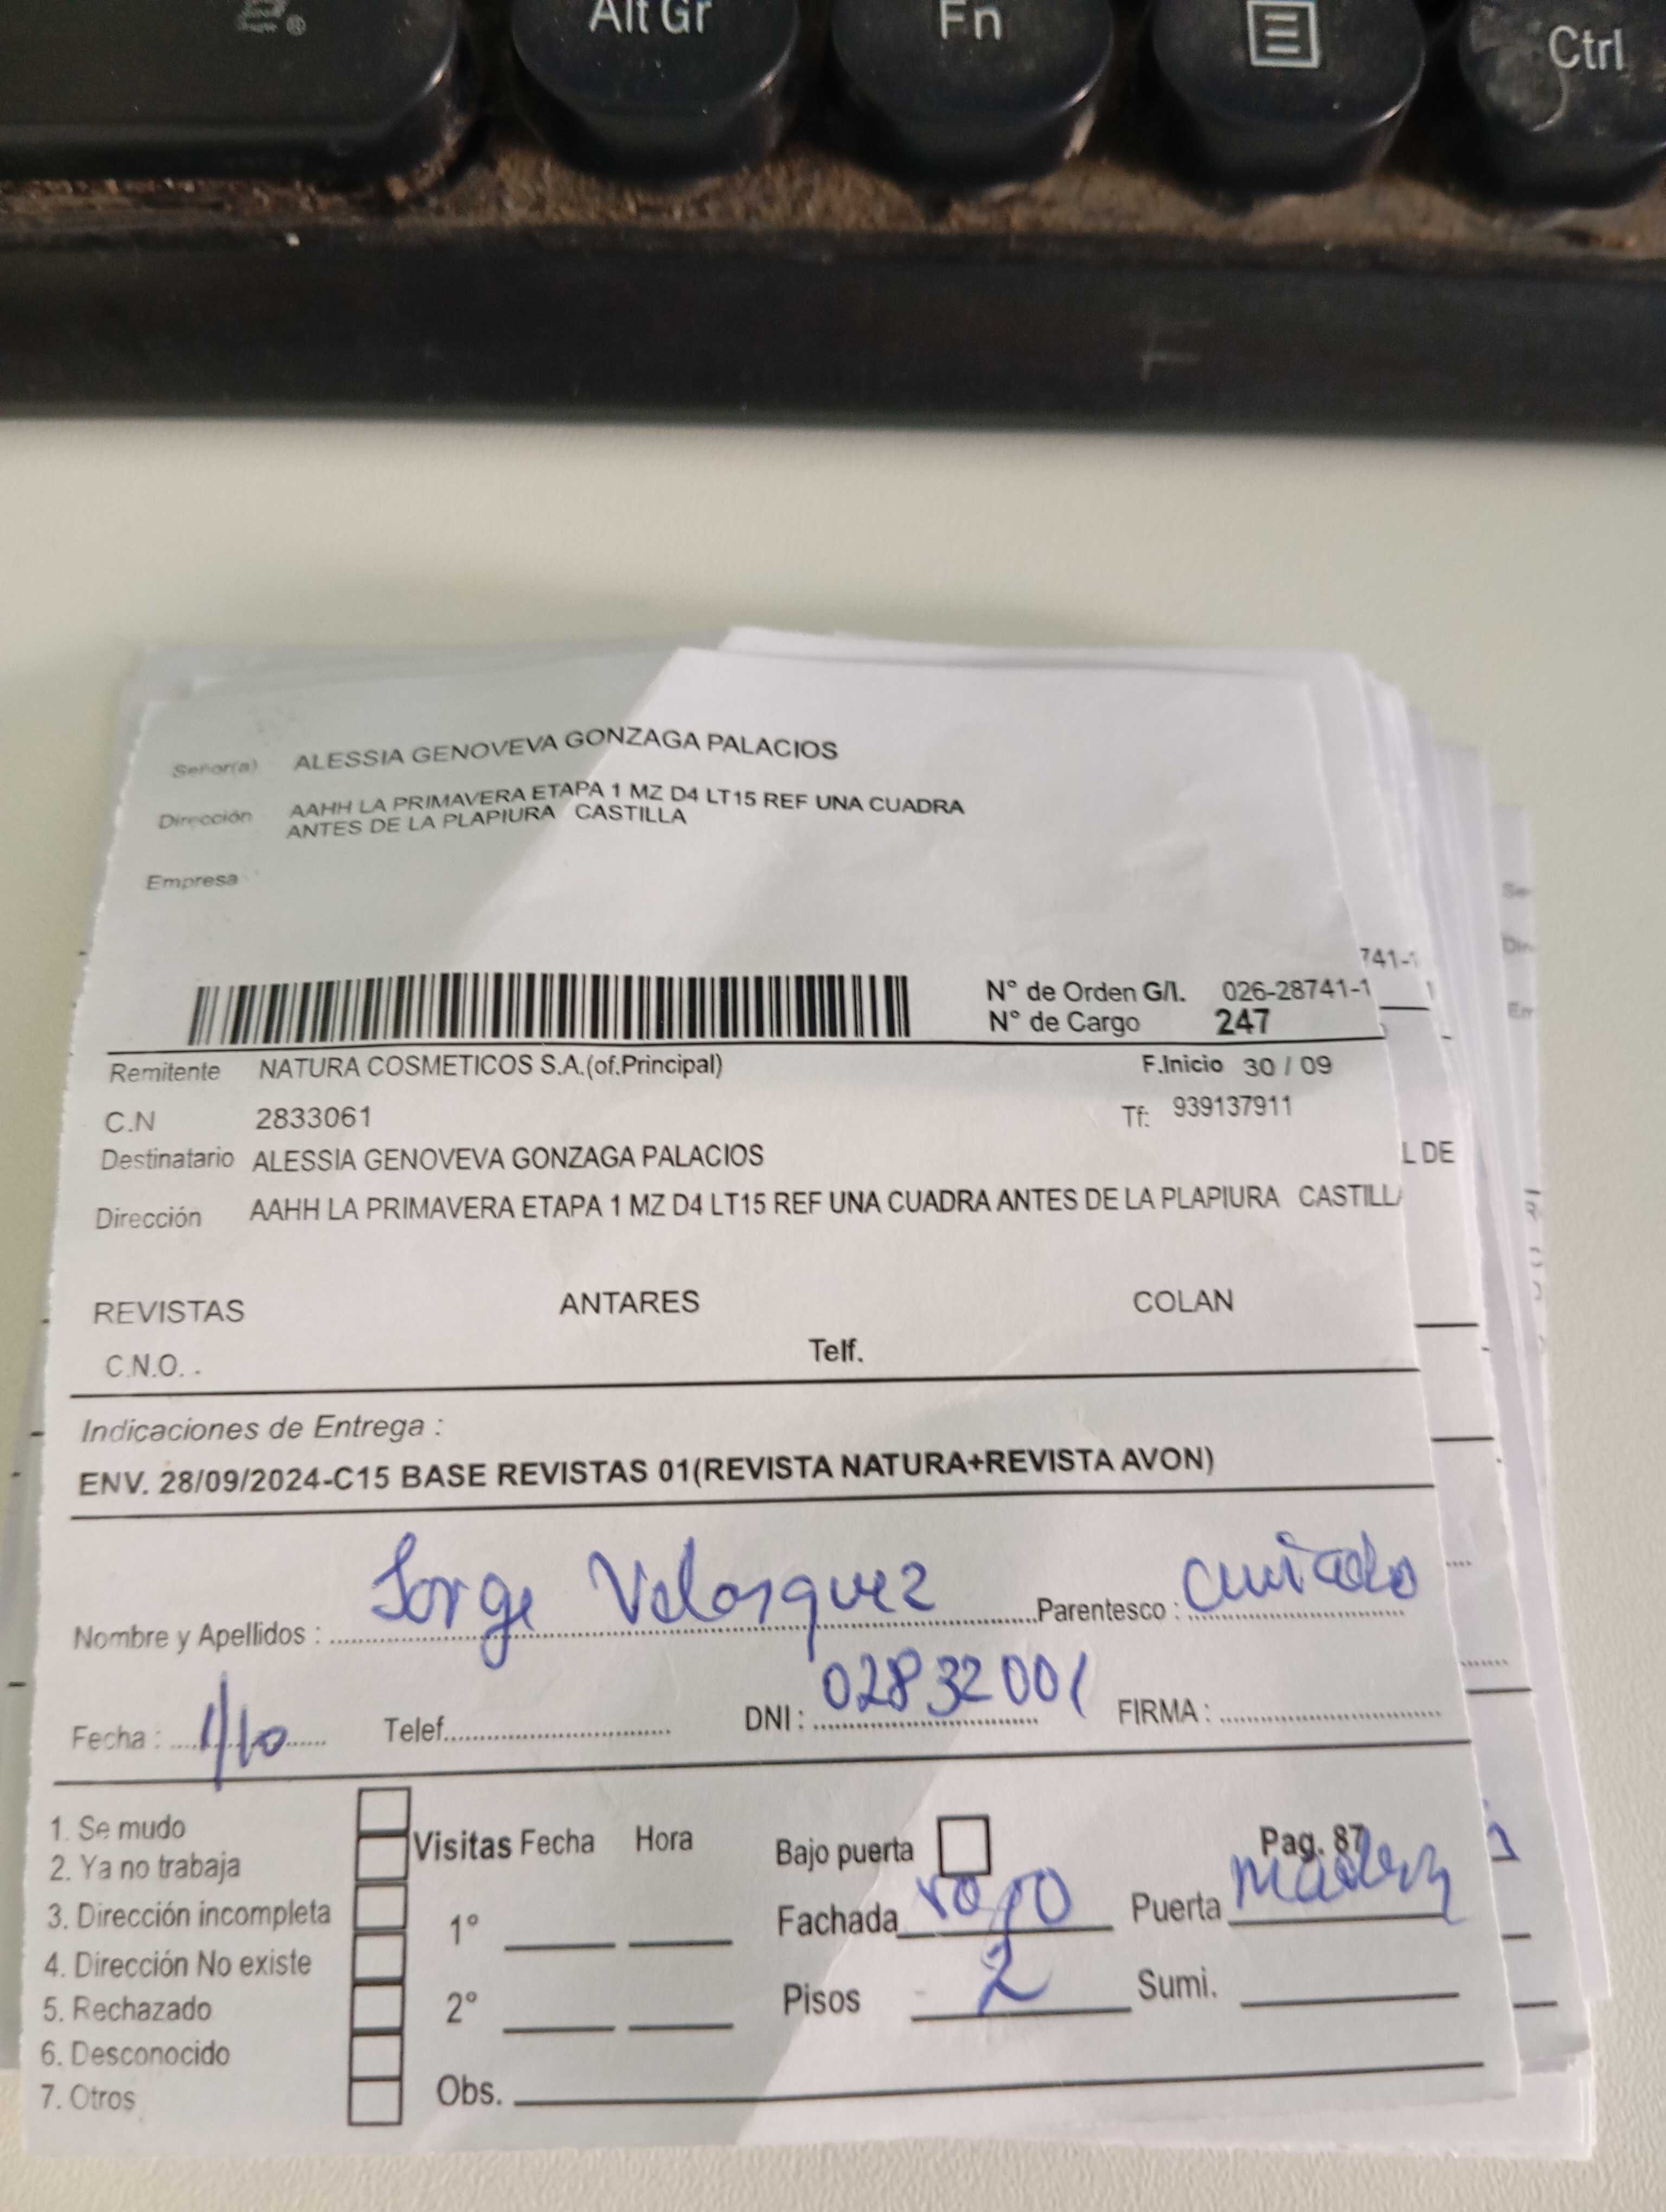 Alt Gr Fn Ctrl
Señor(a) ALESSIA GENOVEVA GONZAGA PALACIOS
Dirección AAHH LA PRIMAVERA ETAPA 1 MZ D4 LT15 REF UNA CUADRA
ANTES DE LA PLAPIURA CASTILLA
Empresa
741-1
N° de Orden G/I. 026-28741-1
N° de Cargo 247
Remitente NATURA COSMETICOS S.A.(of.Principal) F.Inicio 30 / 09
C.N 2833061 Tf: 939137911
Destinatario ALESSIA GENOVEVA GONZAGA PALACIOS
L DE
Dirección AAHH LA PRIMAVERA ETAPA 1 MZ D4 LT15 REF UNA CUADRA ANTES DE LA PLAPIURA CASTILLA
REVISTAS ANTARES COLAN
C.N.O. . Telf.
Indicaciones de Entrega :
ENV. 28/09/2024-C15 BASE REVISTAS 01(REVISTA NATURA+REVISTA AVON)
Nombre y Apellidos : Jorge Velasquez Parentesco : cuñado
Fecha : 1/10 Telef. DNI : 02832001 FIRMA :
1. Se mudo
2. Ya no trabaja
3. Dirección incompleta
4. Dirección No existe
5. Rechazado
6. Desconocido
7. Otros
Visitas Fecha Hora
1°
2°
Obs.
Bajo puerta Pag. 87
Fachada rojo Puerta madera
Pisos 2 Sumi.